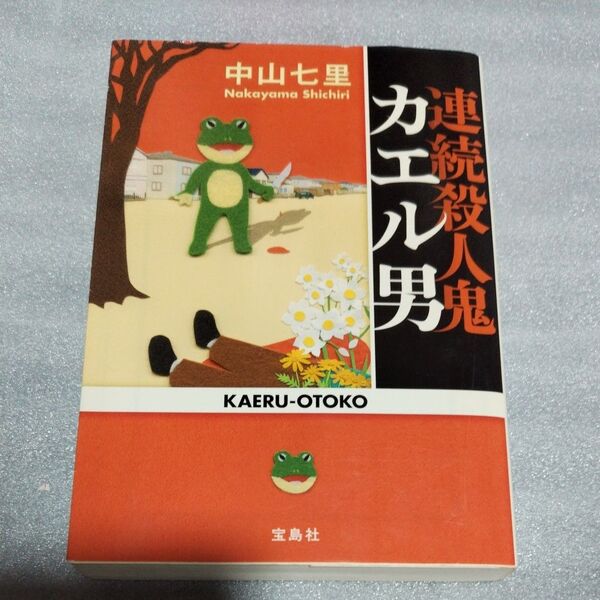 連続殺人鬼
カエル男
中山七里
Nakayama Shichiri
KAERU-OTOKO
宝島社